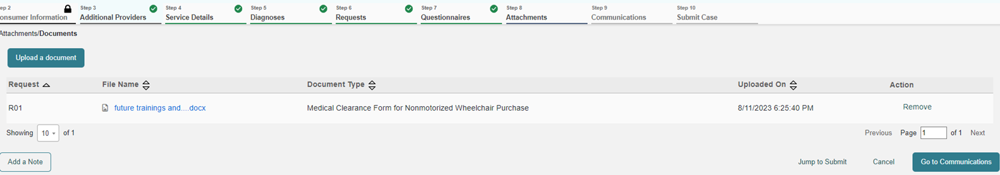 ep 2 Step 3 Step 4 Step 5 Step 6 Step 7 Step 8 Step 9 Step 10
onsumer Information Additional Providers Service Details Diagnoses Requests Questionnaires Attachments Communications Submit Case
Attachments/Documents
Upload a document
Request File Name Document Type Uploaded On Action
R01 future trainings and....docx Medical Clearance Form for Nonmotorized Wheelchair Purchase 8/11/2023 6:25:40 PM Remove
Showing 10 of 1 Previous Page 1 of 1 Next
Add a Note Jump to Submit Cancel Go to Communications